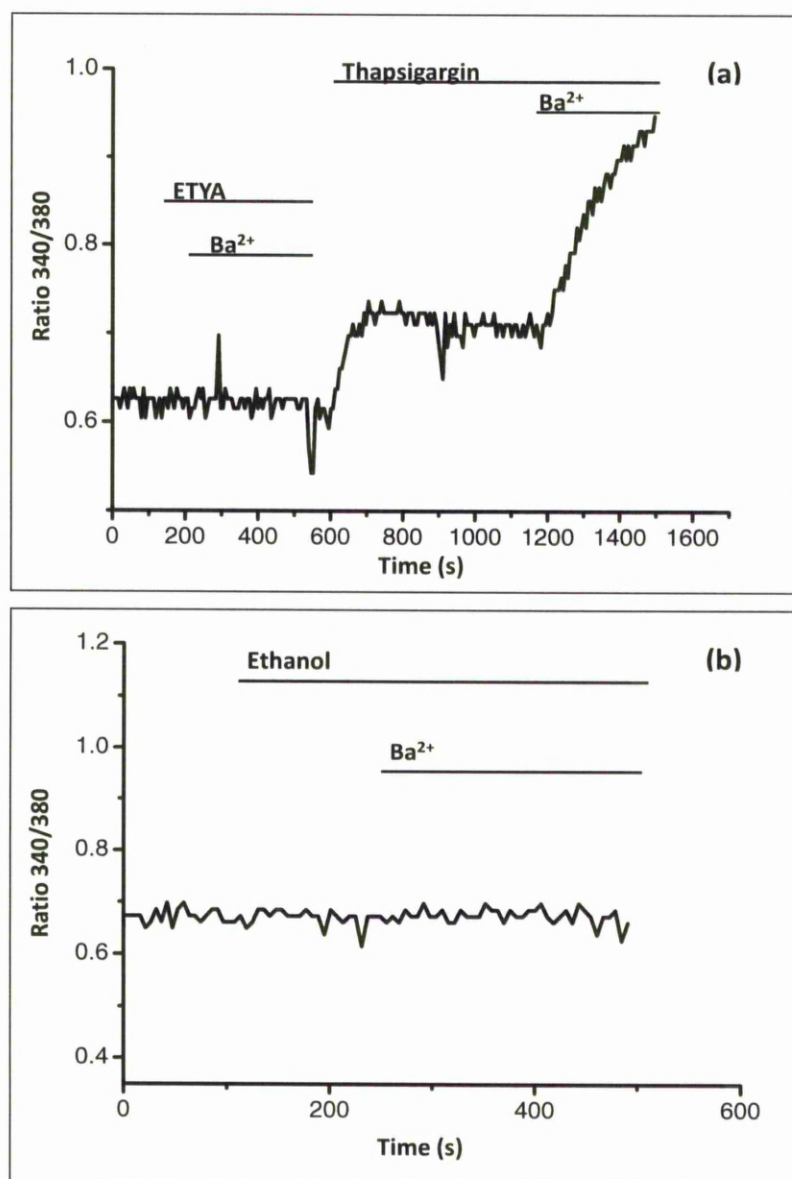 (a)
Thapsigargin
Ba²⁺
ETYA
Ba²⁺
1.0
0.8
0.6
Ratio 340/380
0 200 400 600 800 1000 1200 1400 1600
Time (s)
(b)
Ethanol
Ba²⁺
1.2
1.0
0.8
0.6
0.4
Ratio 340/380
0 200 400 600
Time (s)